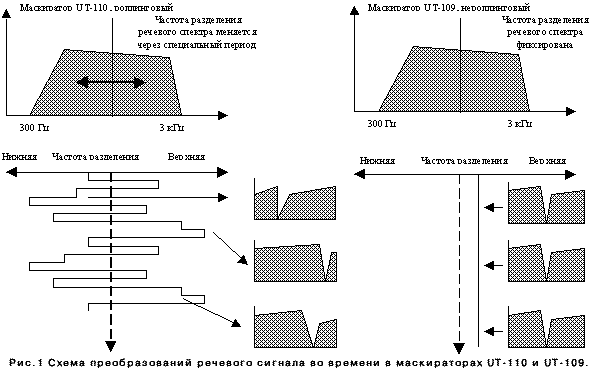 Маскиратор UT-110, роллинговый
Частота разделения
речевого спектра меняется
через специальный период
300 Гц
3 кГц
Маскиратор UT-109, нероллинговый
Частота разделения
речевого спектра
фиксирована
300 Гц
3 кГц
Нижняя Частота разделения Верхняя
Нижняя Частота разделения Верхняя
Рис.1 Схема преобразований речевого сигнала во времени в маскираторах UT-110 и UT-109.